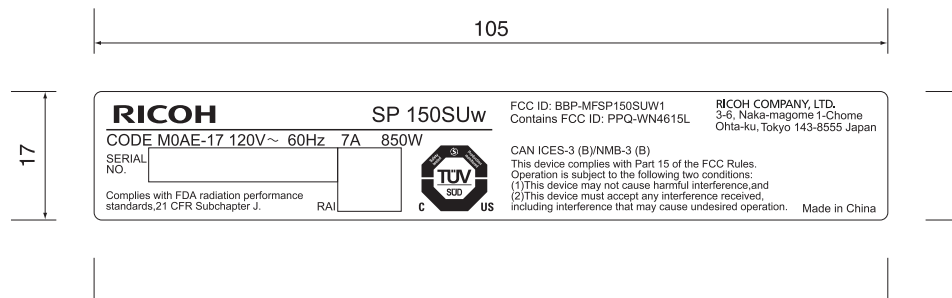 105
17
RICOH
SP 150SUw
CODE M0AE-17 120V～ 60Hz 7A 850W
SERIAL
NO.
Complies with FDA radiation performance
standards,21 CFR Subchapter J.
RAI
TÜV
SÜD
C US
FCC ID: BBP-MFSP150SUW1
Contains FCC ID: PPQ-WN4615L
RICOH COMPANY, LTD.
3-6, Naka-magome 1-Chome
Ohta-ku, Tokyo 143-8555 Japan
CAN ICES-3 (B)/NMB-3 (B)
This device complies with Part 15 of the FCC Rules.
Operation is subject to the following two conditions:
(1)This device may not cause harmful interference,and
(2)This device must accept any interference received,
including interference that may cause undesired operation.
Made in China